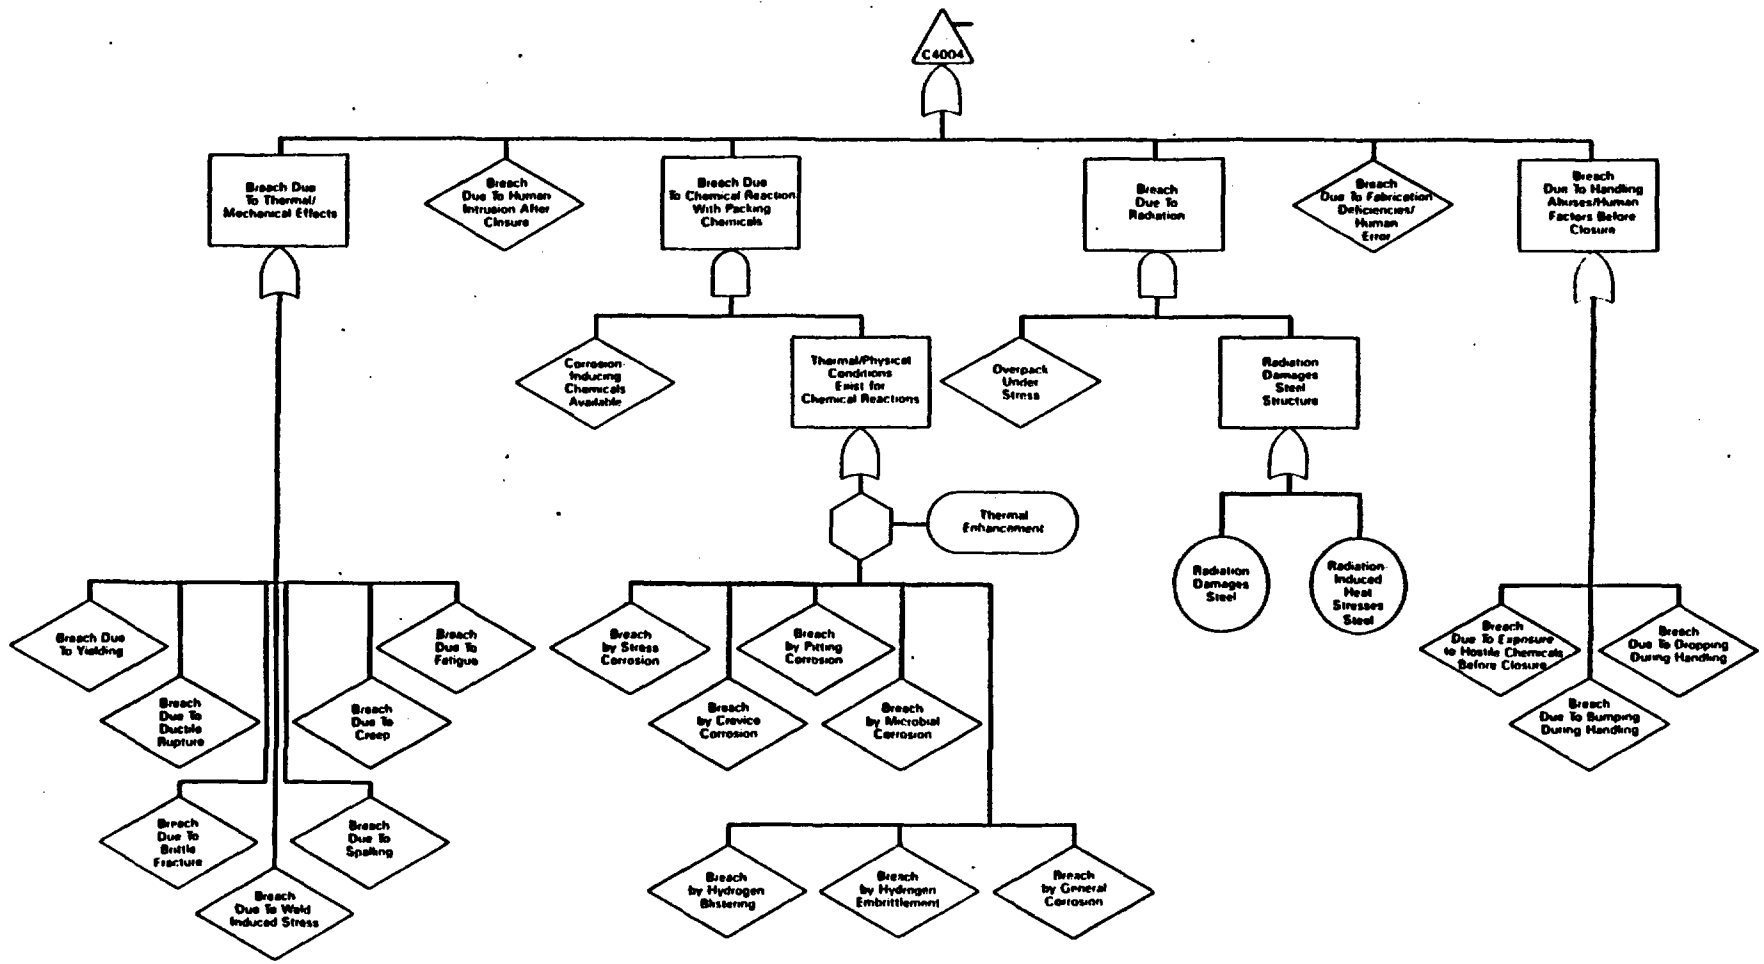 C4004
Breach Due
To Thermal/
Mechanical Effects
Breach
Due To Human
Intrusion After
Closure
Breach Due
To Chemical Reaction
With Packing
Chemicals
Breach
Due To
Radiation
Breach
Due To Fabrication
Deficiencies/
Human
Error
Breach
Due To Handling
Abuses/Human
Factors Before
Closure
Corrosion-
Inducing
Chemicals
Available
Thermal/Physical
Conditions
Exist for
Chemical Reactions
Overpack
Under
Stress
Radiation
Damages
Steel
Structure
Thermal
Enhancement
Radiation
Damages
Steel
Radiation
Induced
Heat
Stresses
Steel
Breach Due
To Yielding
Breach
Due To
Fatigue
Breach
by Stress
Corrosion
Breach
by Pitting
Corrosion
Breach
Due To Exposure
to Hostile Chemicals
Before Closure
Breach
Due To Dropping
During Handling
Breach
Due To
Ductile
Rupture
Breach
Due To
Creep
Breach
by Crevice
Corrosion
Breach
by Microbial
Corrosion
Breach
Due To Bumping
During Handling
Breach
Due To
Brittle
Fracture
Breach
Due To
Spalling
Breach
Due To Weld
Induced Stress
Breach
by Hydrogen
Blistering
Breach
by Hydrogen
Embrittlement
Breach
by General
Corrosion